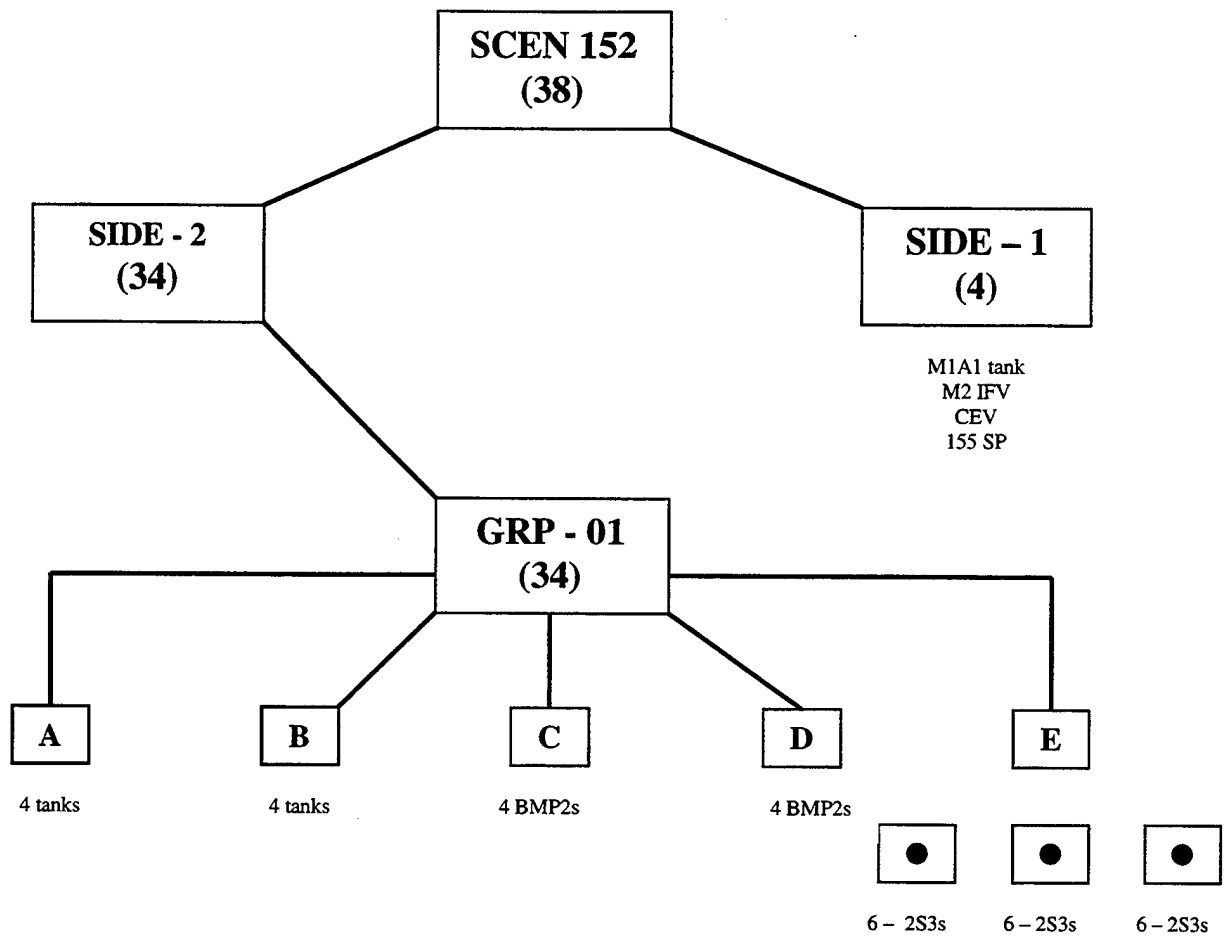 SCEN 152
(38)
SIDE - 2
(34)
SIDE – 1
(4)
M1A1 tank
M2 IFV
CEV
155 SP
GRP - 01
(34)
A
B
C
D
E
4 tanks
4 tanks
4 BMP2s
4 BMP2s
6 – 2S3s
6 – 2S3s
6 – 2S3s